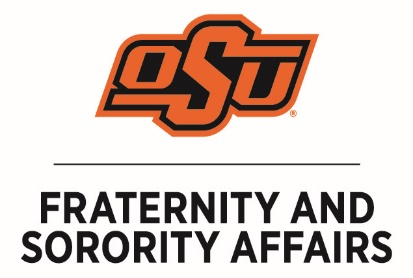 OSU
®
FRATERNITY AND
SORORITY AFFAIRS